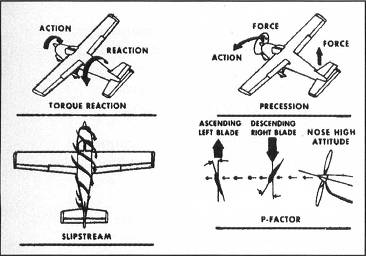 ACTION
REACTION
TORQUE REACTION
FORCE
FORCE
ACTION
PRECESSION
SLIPSTREAM
ASCENDING
LEFT BLADE
DESCENDING
RIGHT BLADE
NOSE HIGH
ATTITUDE
P-FACTOR